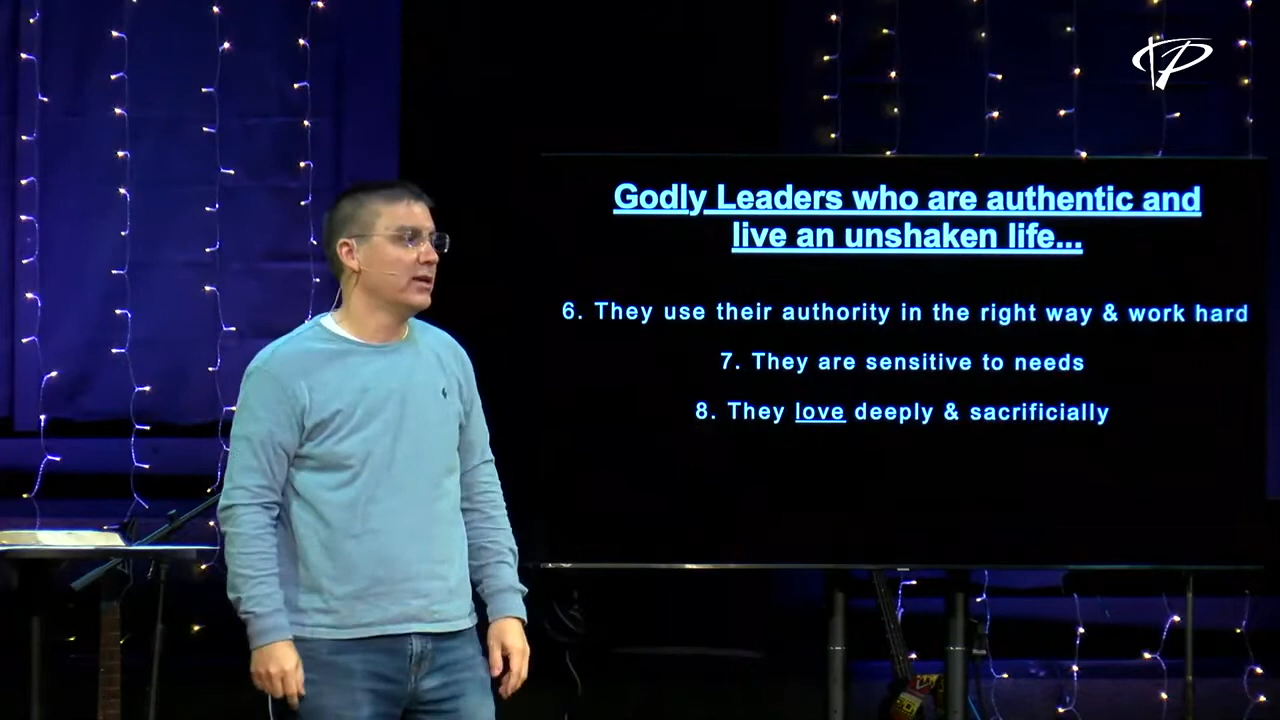 Godly Leaders who are authentic and
live an unshaken life...
6. They use their authority in the right way & work hard
7. They are sensitive to needs
8. They love deeply & sacrificially